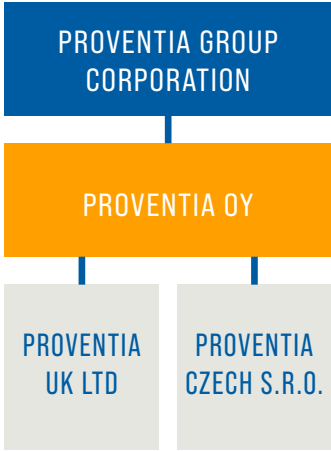 PROVENTIA GROUP
CORPORATION
PROVENTIA OY
PROVENTIA
UK LTD
PROVENTIA
CZECH S.R.O.